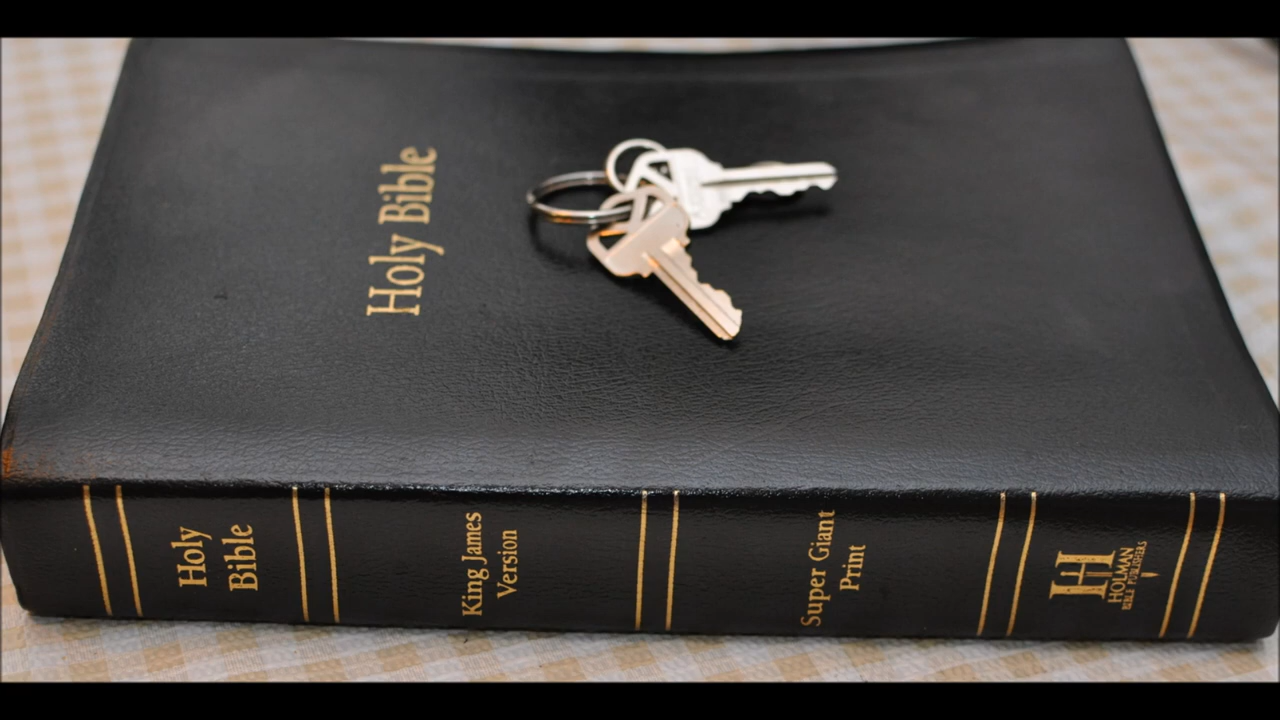 Holy Bible
Holy
Bible
King James
Version
Super Giant
Print
HOLMAN
BIBLE PUBLISHERS